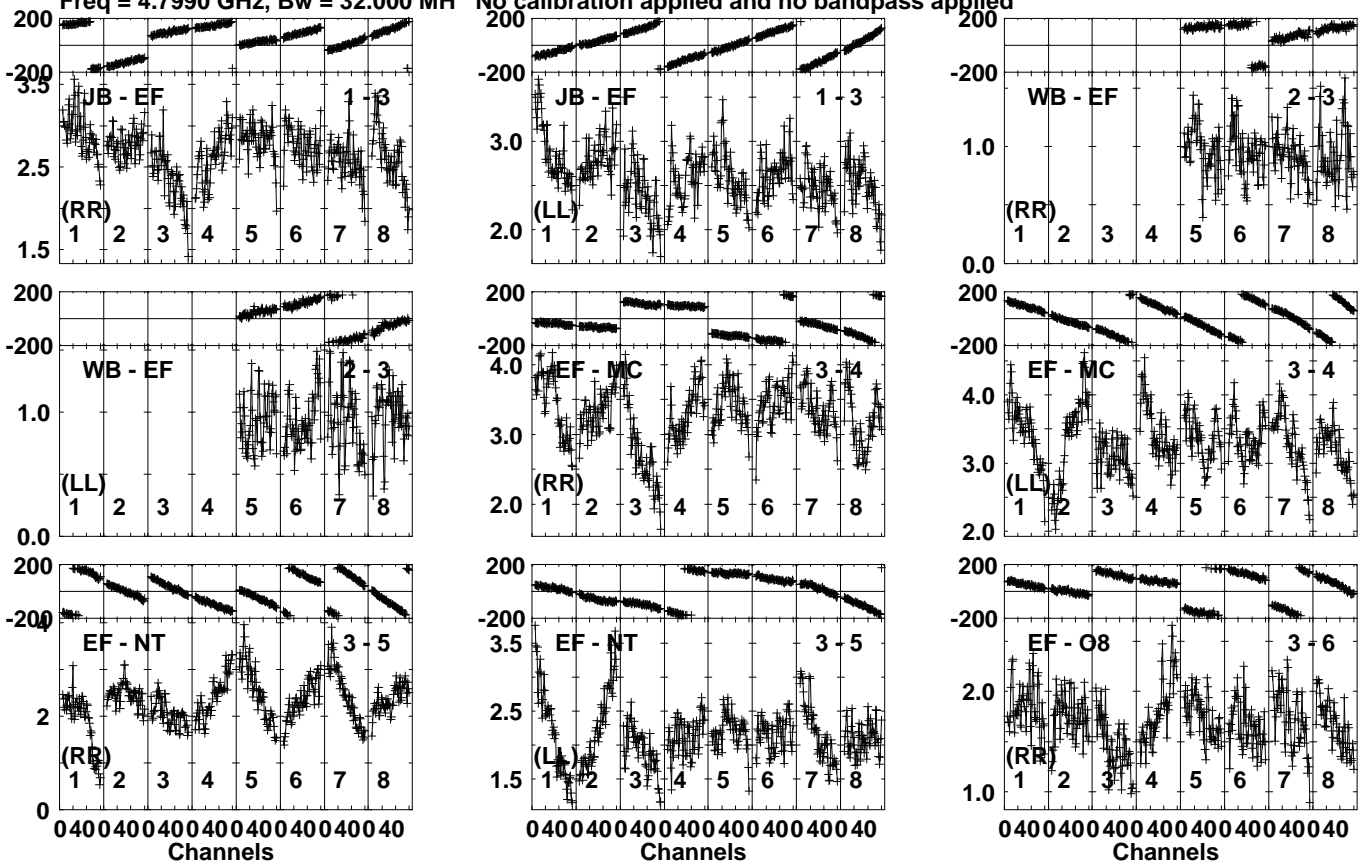 Freq = 4.7990 GHz, Bw = 32.000 MH No calibration applied and no bandpass applied
200
-200
3.5
2.5
1.5
JB - EF
1 - 3
(RR)
1 2 3 4 5 6 7 8
200
-200
3.0
2.0
JB - EF
1 - 3
(LL)
1 2 3 4 5 6 7 8
200
-200
1.0
0.0
WB - EF
2 - 3
(RR)
1 2 3 4 5 6 7 8
200
-200
1.0
0.0
WB - EF
2 - 3
(LL)
1 2 3 4 5 6 7 8
200
-200
4.0
3.0
2.0
EF - MC
3 - 4
(RR)
1 2 3 4 5 6 7 8
200
-200
4.0
3.0
2.0
EF - MC
3 - 4
(LL)
1 2 3 4 5 6 7 8
200
-200
4
2
0
EF - NT
3 - 5
(RR)
1 2 3 4 5 6 7 8
0 40 0 40 0 40 0 40 0 40 0 40 0 40 0 40
Channels
200
-200
3.5
2.5
1.5
EF - NT
3 - 5
(LL)
1 2 3 4 5 6 7 8
0 40 0 40 0 40 0 40 0 40 0 40 0 40 0 40
Channels
200
-200
2.0
1.0
EF - O8
3 - 6
(RR)
1 2 3 4 5 6 7 8
0 40 0 40 0 40 0 40 0 40 0 40 0 40 0 40
Channels